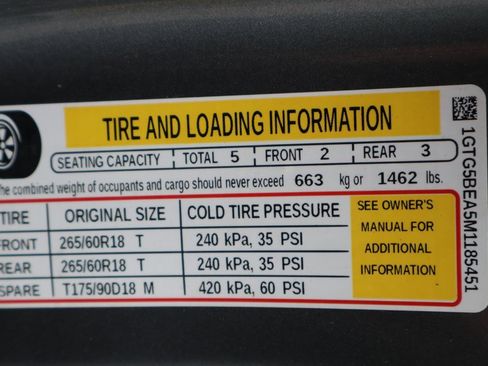 TIRE AND LOADING INFORMATION
SEATING CAPACITY TOTAL 5 FRONT 2 REAR 3
The combined weight of occupants and cargo should never exceed 663 kg or 1462 lbs.
TIRE ORIGINAL SIZE COLD TIRE PRESSURE
FRONT 265/60R18 T 240 kPa, 35 PSI
REAR 265/60R18 T 240 kPa, 35 PSI
SPARE T175/90D18 M 420 kPa, 60 PSI
SEE OWNER'S
MANUAL FOR
ADDITIONAL
INFORMATION
1GTG5BEA5M1185451